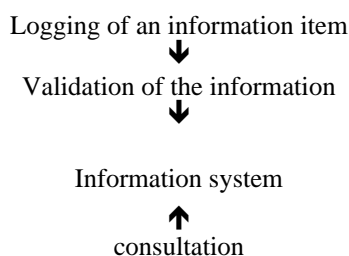 Logging of an information item
Validation of the information
Information system
consultation